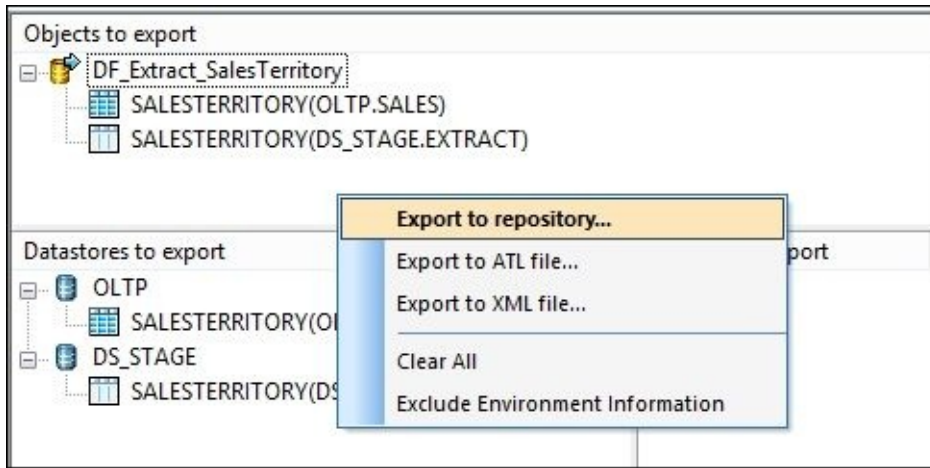 Objects to export
DF_Extract_SalesTerritory
SALESTERRITORY(OLTP.SALES)
SALESTERRITORY(DS_STAGE.EXTRACT)
Export to repository...
Export to ATL file...
Export to XML file...
Clear All
Exclude Environment Information
Datastores to export
port
OLTP
SALESTERRITORY(OL
DS_STAGE
SALESTERRITORY(DS